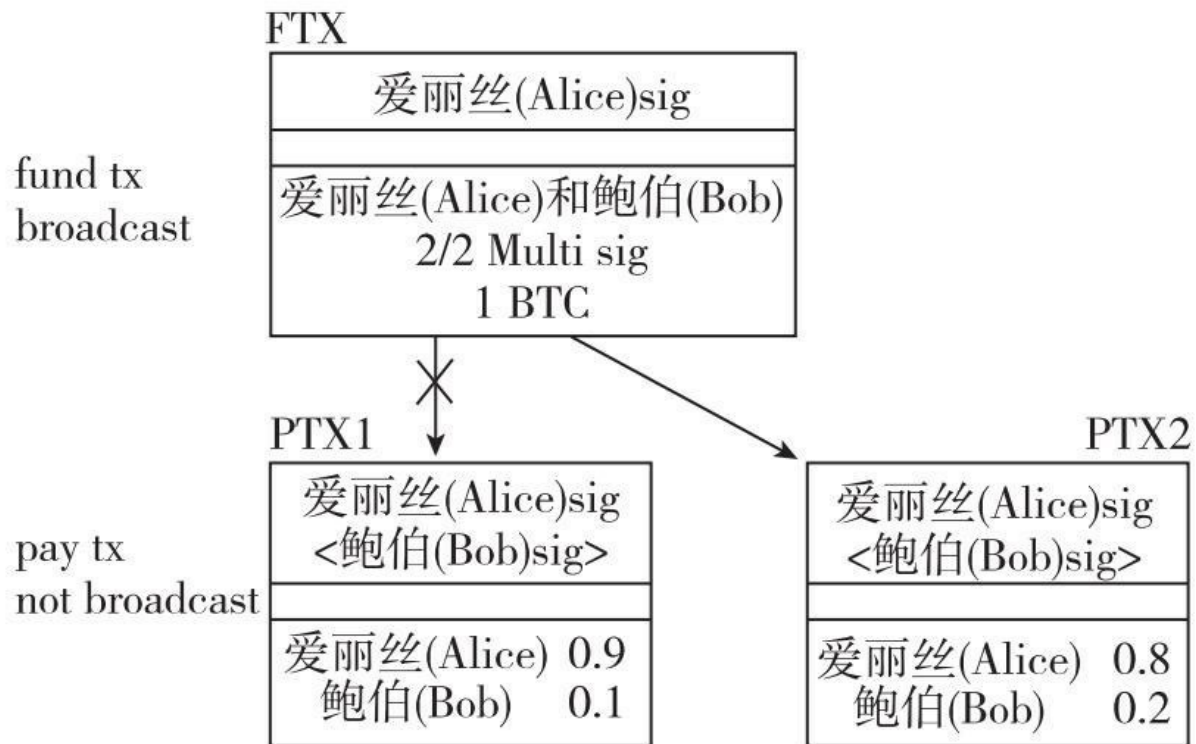 FTX
爱丽丝(Alice)sig
fund tx
broadcast
爱丽丝(Alice)和鲍伯(Bob)
2/2 Multi sig
1 BTC
PTX1
PTX2
爱丽丝(Alice)sig
<鲍伯(Bob)sig>
爱丽丝(Alice)sig
<鲍伯(Bob)sig>
pay tx
not broadcast
爱丽丝(Alice) 0.9
鲍伯(Bob) 0.1
爱丽丝(Alice) 0.8
鲍伯(Bob) 0.2